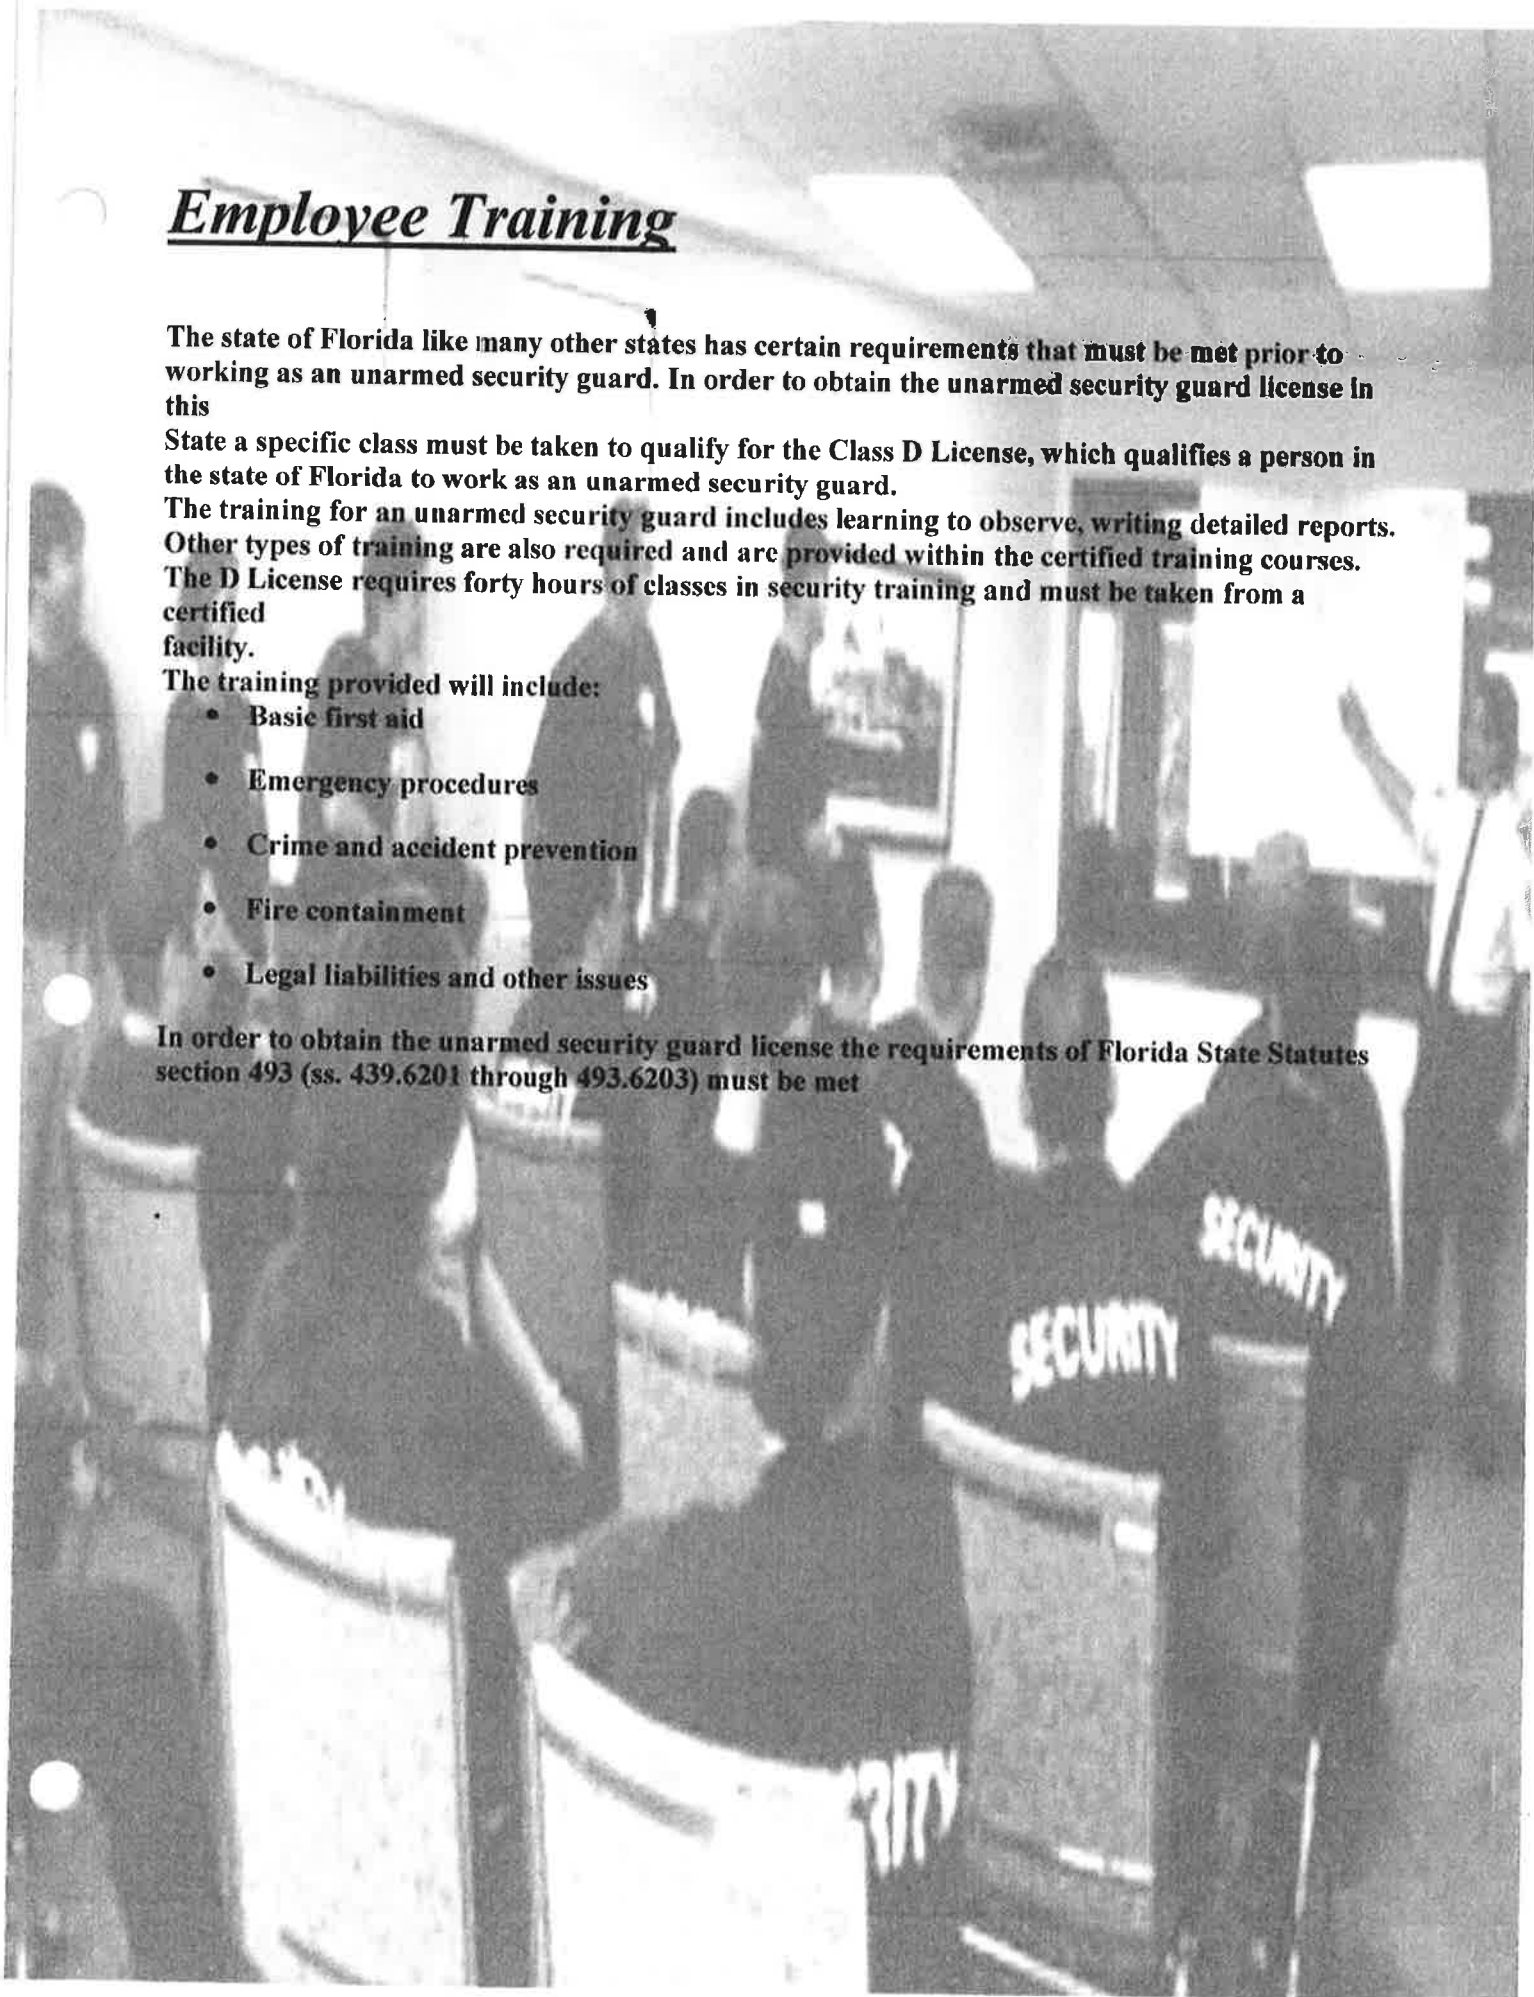 Employee Training
The state of Florida like many other states has certain requirements that must be met prior to
working as an unarmed security guard. In order to obtain the unarmed security guard license in
this
State a specific class must be taken to qualify for the Class D License, which qualifies a person in
the state of Florida to work as an unarmed security guard.
The training for an unarmed security guard includes learning to observe, writing detailed reports.
Other types of training are also required and are provided within the certified training courses.
The D License requires forty hours of classes in security training and must be taken from a
certified
facility.
The training provided will include:
• Basic first aid
• Emergency procedures
• Crime and accident prevention
• Fire containment
• Legal liabilities and other issues
In order to obtain the unarmed security guard license the requirements of Florida State Statutes
section 493 (ss. 439.6201 through 493.6203) must be met
SECURITY
SECURITY
RITY